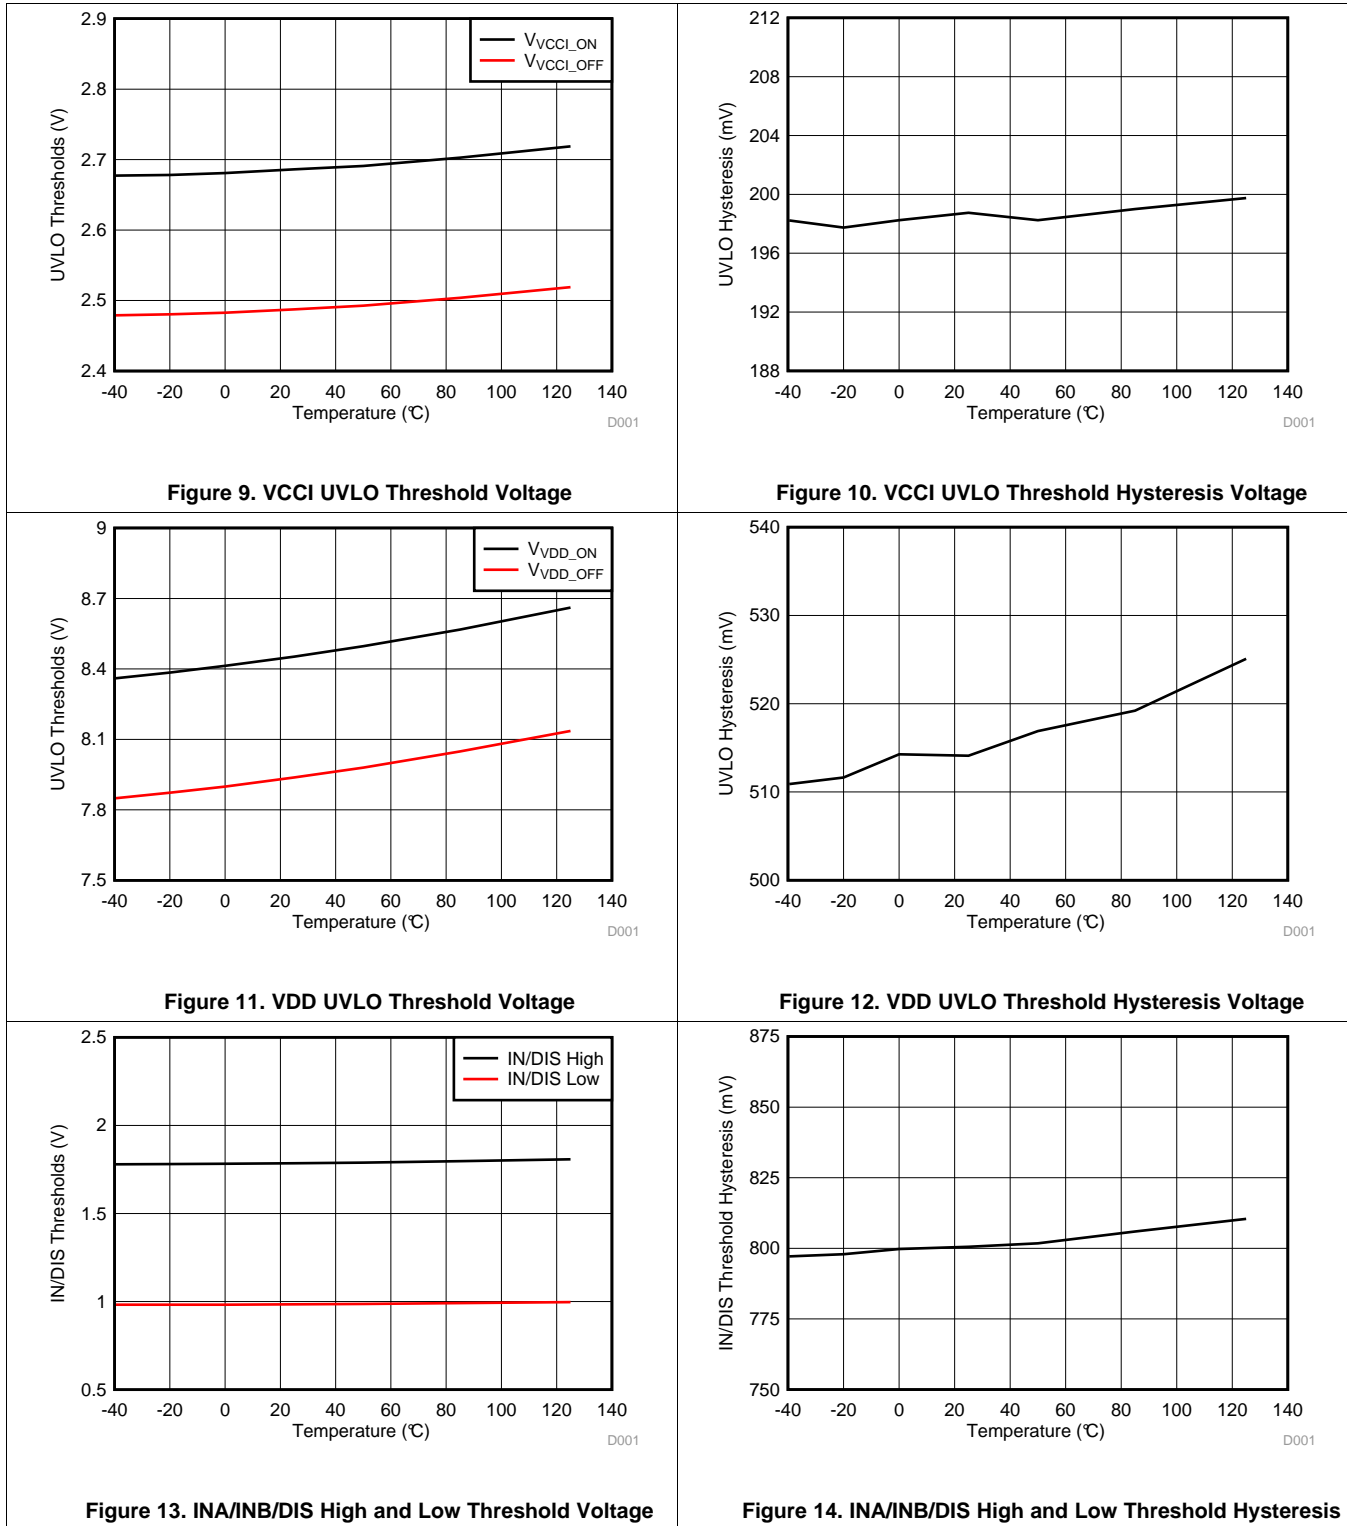 2.9
2.8
2.7
2.6
2.5
2.4
UVLO Thresholds (V)
V_VCCI_ON
V_VCCI_OFF
-40 -20 0 20 40 60 80 100 120 140
Temperature (°C)
D001
Figure 9. VCCI UVLO Threshold Voltage
212
208
204
200
196
192
188
UVLO Hysteresis (mV)
-40 -20 0 20 40 60 80 100 120 140
Temperature (°C)
D001
Figure 10. VCCI UVLO Threshold Hysteresis Voltage
9
8.7
8.4
8.1
7.8
7.5
UVLO Thresholds (V)
V_VDD_ON
V_VDD_OFF
-40 -20 0 20 40 60 80 100 120 140
Temperature (°C)
D001
Figure 11. VDD UVLO Threshold Voltage
540
530
520
510
500
UVLO Hysteresis (mV)
-40 -20 0 20 40 60 80 100 120 140
Temperature (°C)
D001
Figure 12. VDD UVLO Threshold Hysteresis Voltage
2.5
2
1.5
1
0.5
IN/DIS Thresholds (V)
IN/DIS High
IN/DIS Low
-40 -20 0 20 40 60 80 100 120 140
Temperature (°C)
D001
Figure 13. INA/INB/DIS High and Low Threshold Voltage
875
850
825
800
775
750
IN/DIS Threshold Hysteresis (mV)
-40 -20 0 20 40 60 80 100 120 140
Temperature (°C)
D001
Figure 14. INA/INB/DIS High and Low Threshold Hysteresis